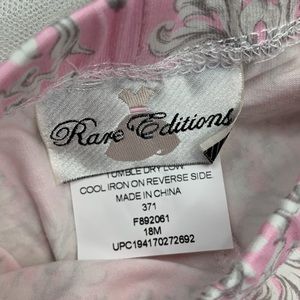 Rare Editions
TUMBLE DRY LOW
COOL IRON ON REVERSE SIDE
MADE IN CHINA
371
F892061
18M
UPC194170272692